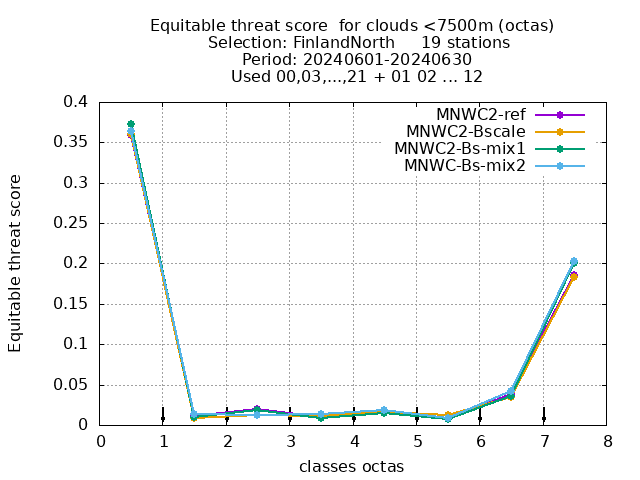 Equitable threat score  for clouds <7500m (octas)
Selection: FinlandNorth     19 stations
Period: 20240601-20240630
Used 00,03,...,21 + 01 02 ... 12
MNWC2-ref
MNWC2-Bscale
MNWC2-Bs-mix1
MNWC-Bs-mix2
Equitable threat score
0.4
0.35
0.3
0.25
0.2
0.15
0.1
0.05
0
0 1 2 3 4 5 6 7 8
classes octas